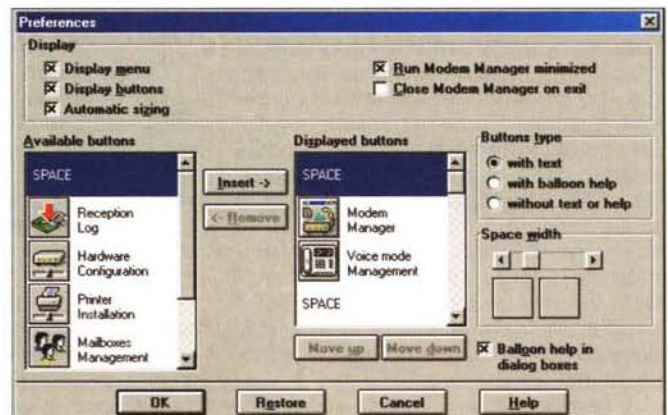 Preferences
Display
Display menu
Display buttons
Automatic sizing
Run Modem Manager minimized
Close Modem Manager on exit
Available buttons
SPACE
Reception
Log
Hardware
Configuration
Printer
Installation
Mailboxes
Management
Insert ->
<- Remove
Displayed buttons
SPACE
Modem
Manager
Voice mode
Management
SPACE
Move up
Move down
Buttons type
with text
with balloon help
without text or help
Space width
Balloon help in
dialog boxes
OK
Restore
Cancel
Help